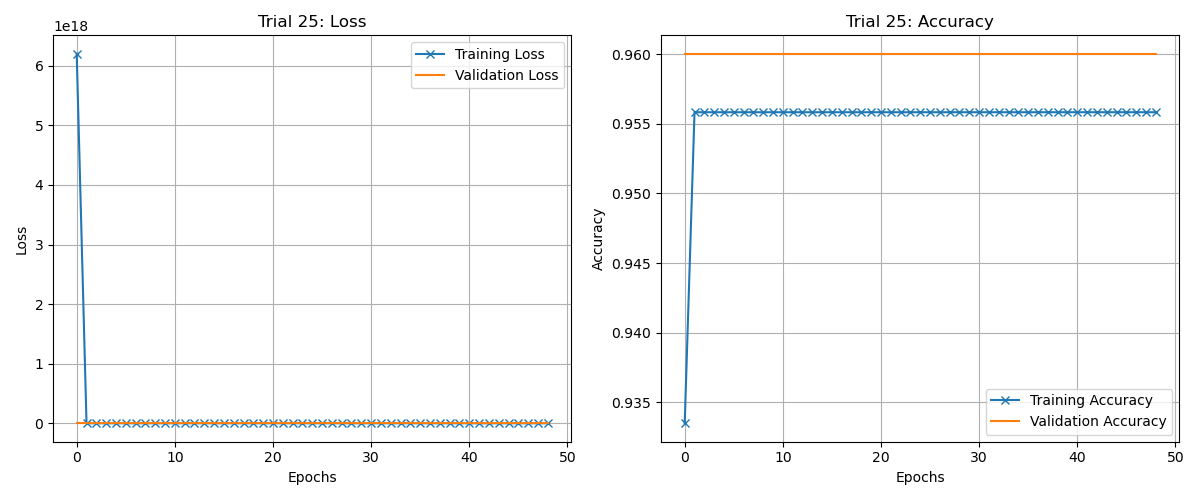 Trial 25: Loss
1e18
6
5
4
3
2
1
0
Loss
0 10 20 30 40 50
Epochs
Training Loss
Validation Loss
Trial 25: Accuracy
0.960
0.955
0.950
0.945
0.940
0.935
Accuracy
0 10 20 30 40 50
Epochs
Training Accuracy
Validation Accuracy